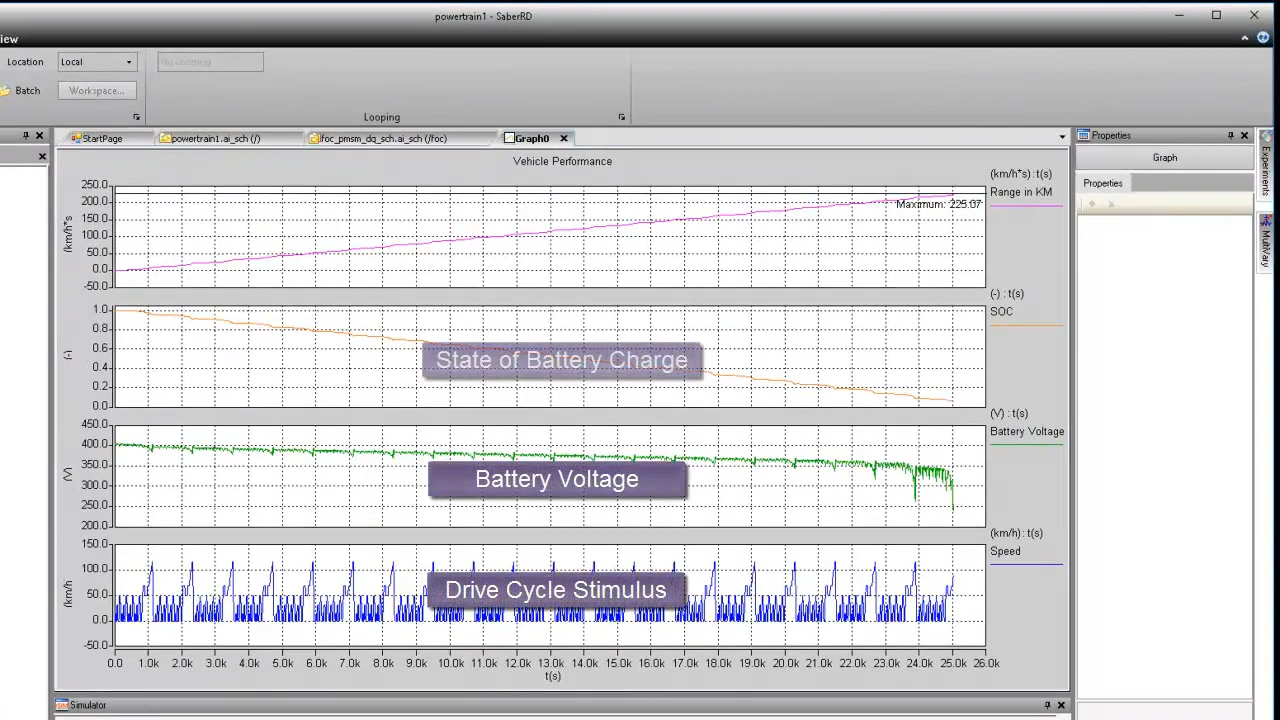 powertrain1 - SaberRD
iew
Location
Local
No Looping
Batch
Workspace...
Looping
StartPage
powertrain1.ai_sch (/)
foc_pmsm_dq_sch.ai_sch (/foc)
Graph0
Properties
Graph
Properties
Experiments
MultiVary
Vehicle Performance
(km/h*s) : t(s)
Range in KM
Maximum: 225.07
250.0
200.0
150.0
100.0
50.0
0.0
-50.0
(km/h*s
(-) : t(s)
SOC
1.0
0.8
0.6
0.4
0.2
0.0
(-)
State of Battery Charge
(V) : t(s)
Battery Voltage
450.0
400.0
350.0
300.0
250.0
200.0
(V)
Battery Voltage
(km/h) : t(s)
Speed
150.0
100.0
50.0
0.0
-50.0
km/h
Drive Cycle Stimulus
0.0 1.0k 2.0k 3.0k 4.0k 5.0k 6.0k 7.0k 8.0k 9.0k 10.0k 11.0k 12.0k 13.0k 14.0k 15.0k 16.0k 17.0k 18.0k 19.0k 20.0k 21.0k 22.0k 23.0k 24.0k 25.0k 26.0k
t(s)
SIM
Simulator